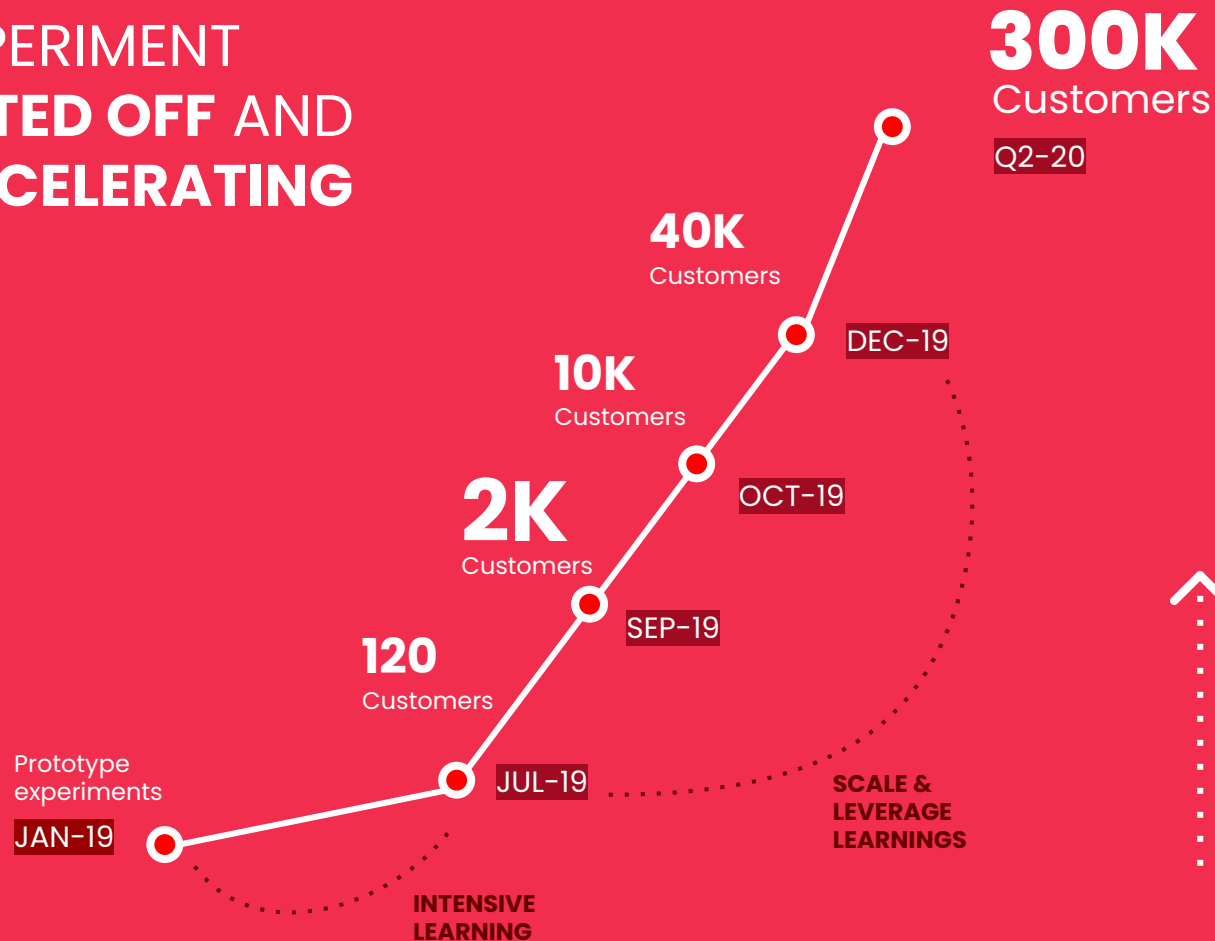 PERIMENT
TED OFF AND
CELERATING
300K
Customers
Q2-20
40K
Customers
DEC-19
10K
Customers
OCT-19
2K
Customers
SEP-19
120
Customers
JUL-19
Prototype
experiments
JAN-19
SCALE &
LEVERAGE
LEARNINGS
INTENSIVE
LEARNING